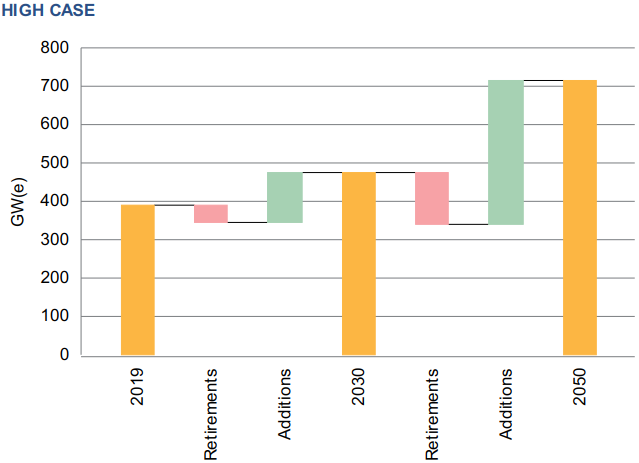 HIGH CASE
800
700
600
500
400
300
200
100
0
GW(e)
2019
Retirements
Additions
2030
Retirements
Additions
2050